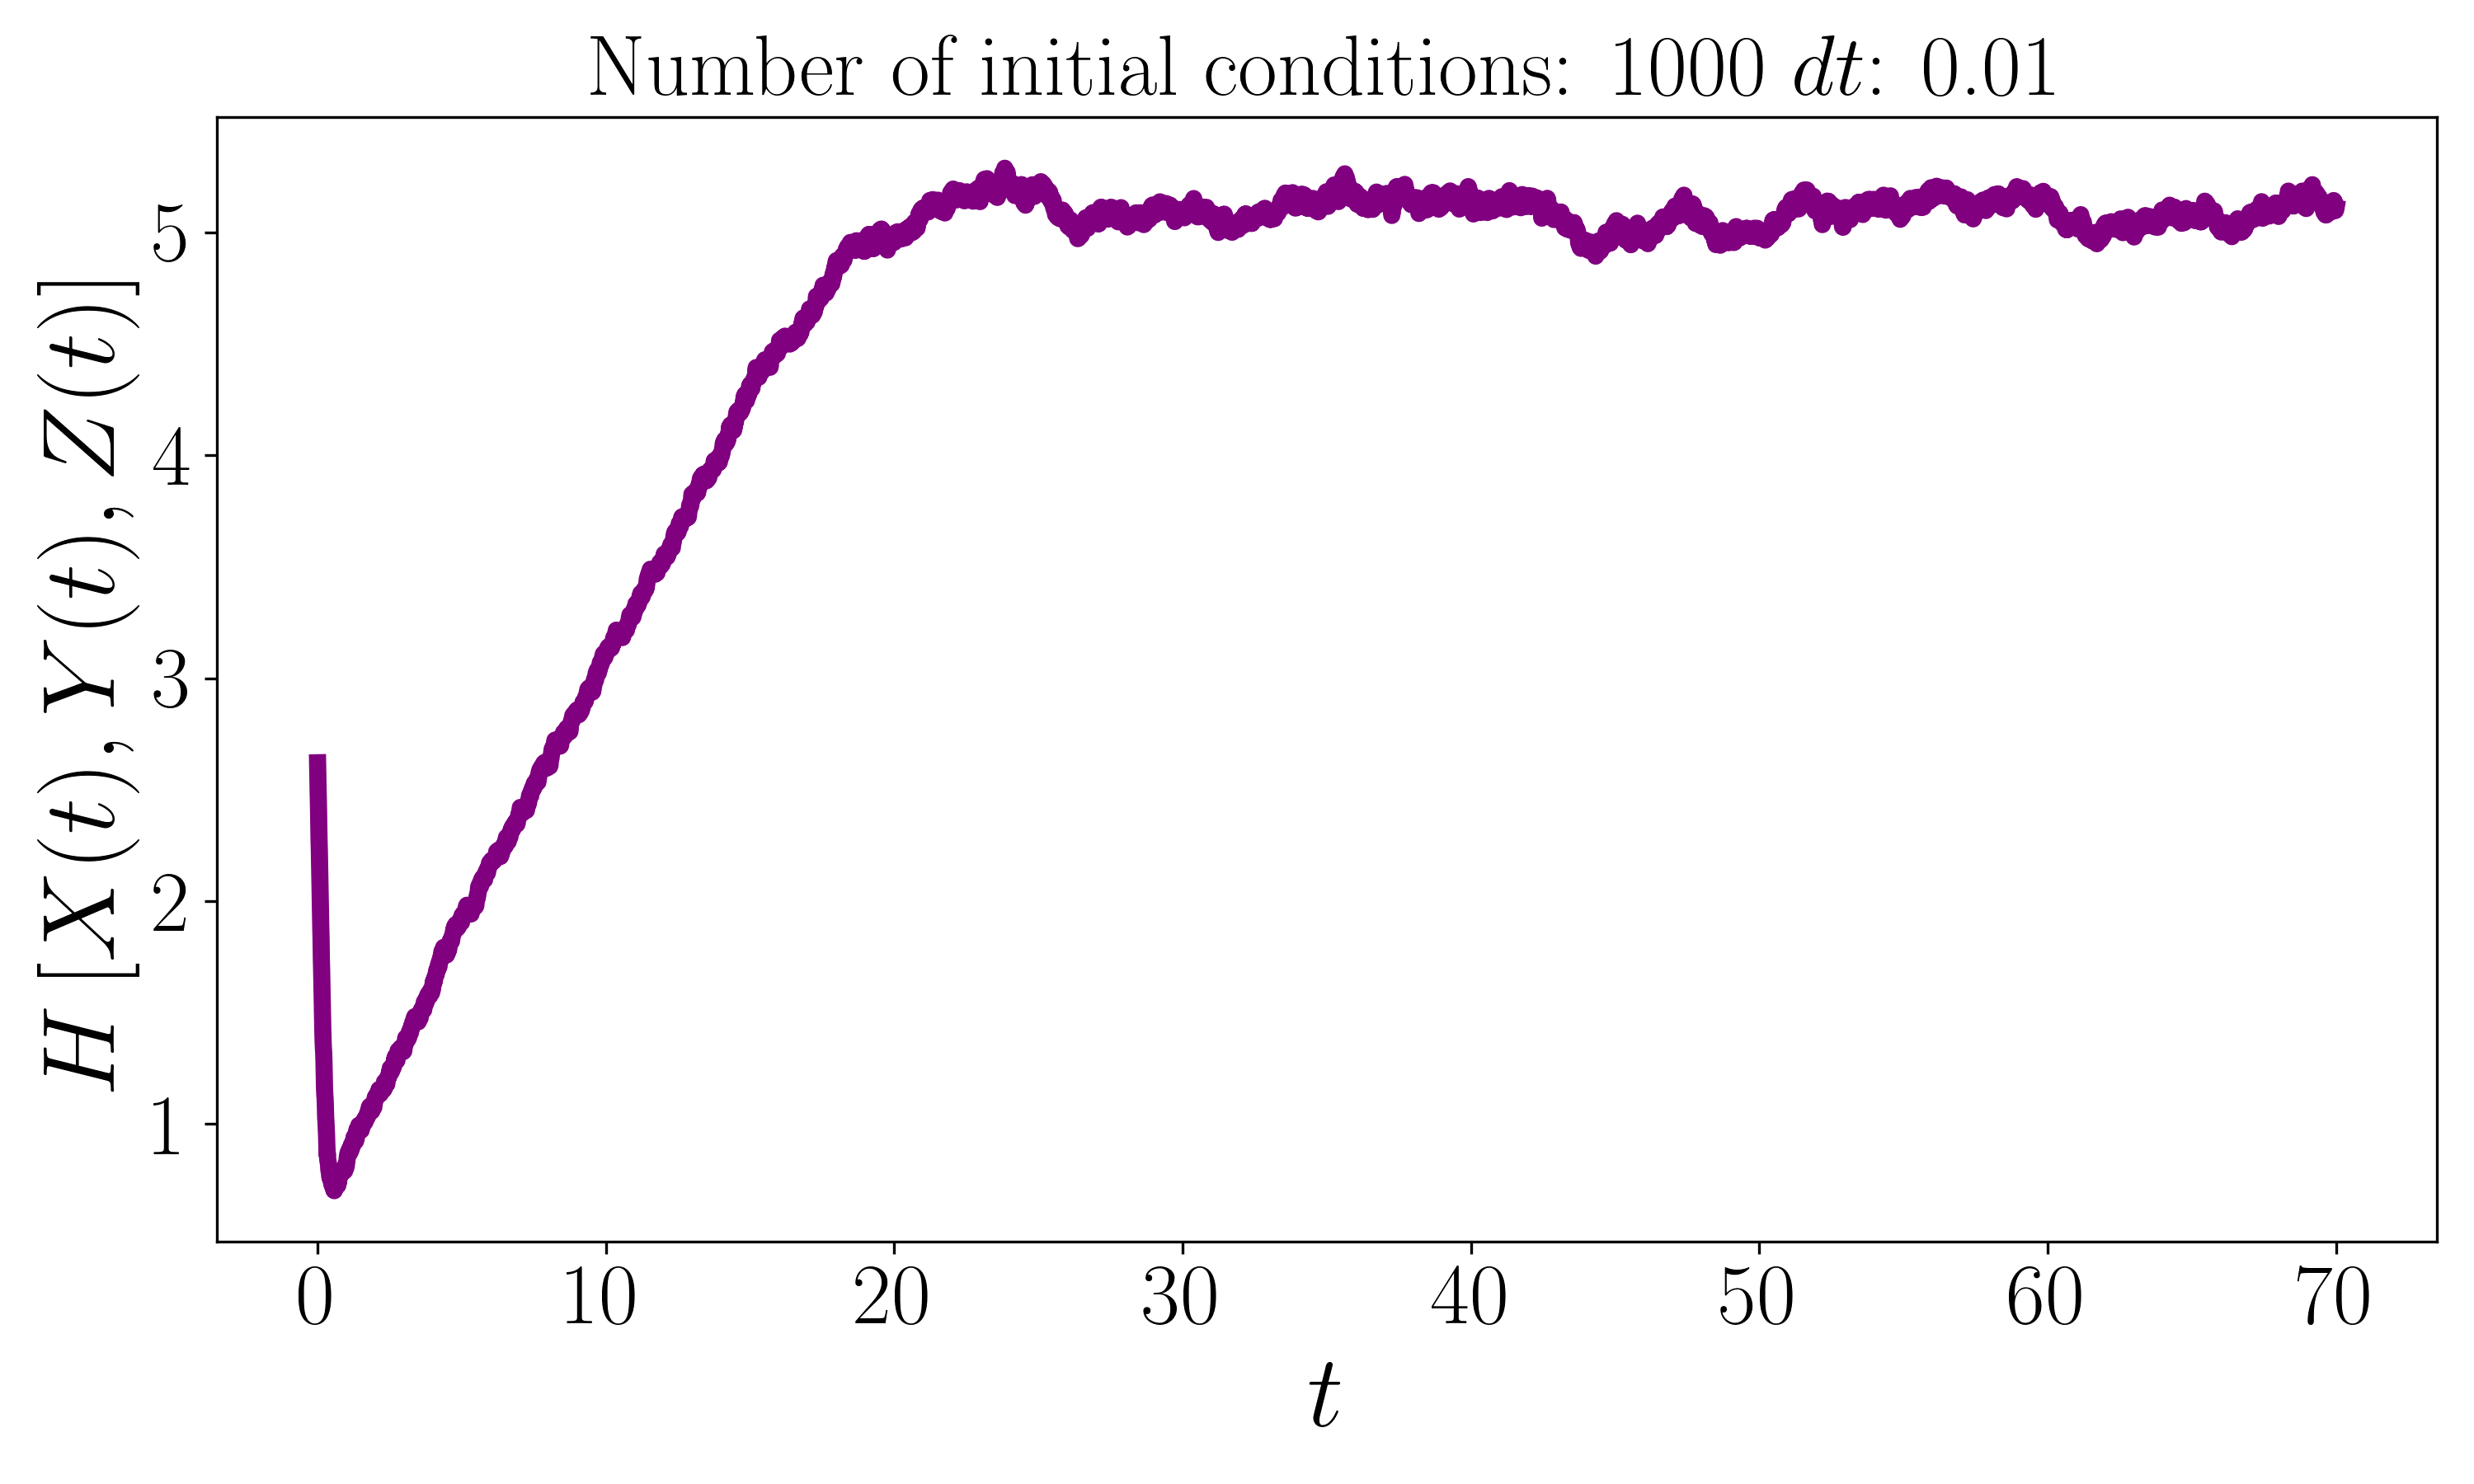 Number of initial conditions: 1000 dt: 0.01
H [X(t), Y(t), Z(t)]
5
4
3
2
1
0 10 20 30 40 50 60 70
t